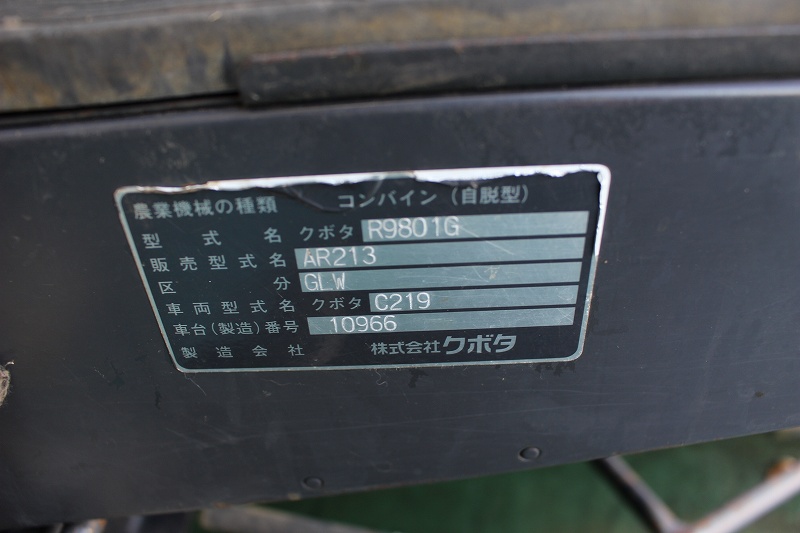 農業機械の種類 コンバイン(自脱型)
型式名 クボタ R9801G
販売型式名 AR213
区分 GLW
車両型式名 クボタ C219
車台(製造)番号 10966
製造会社 株式会社クボタ